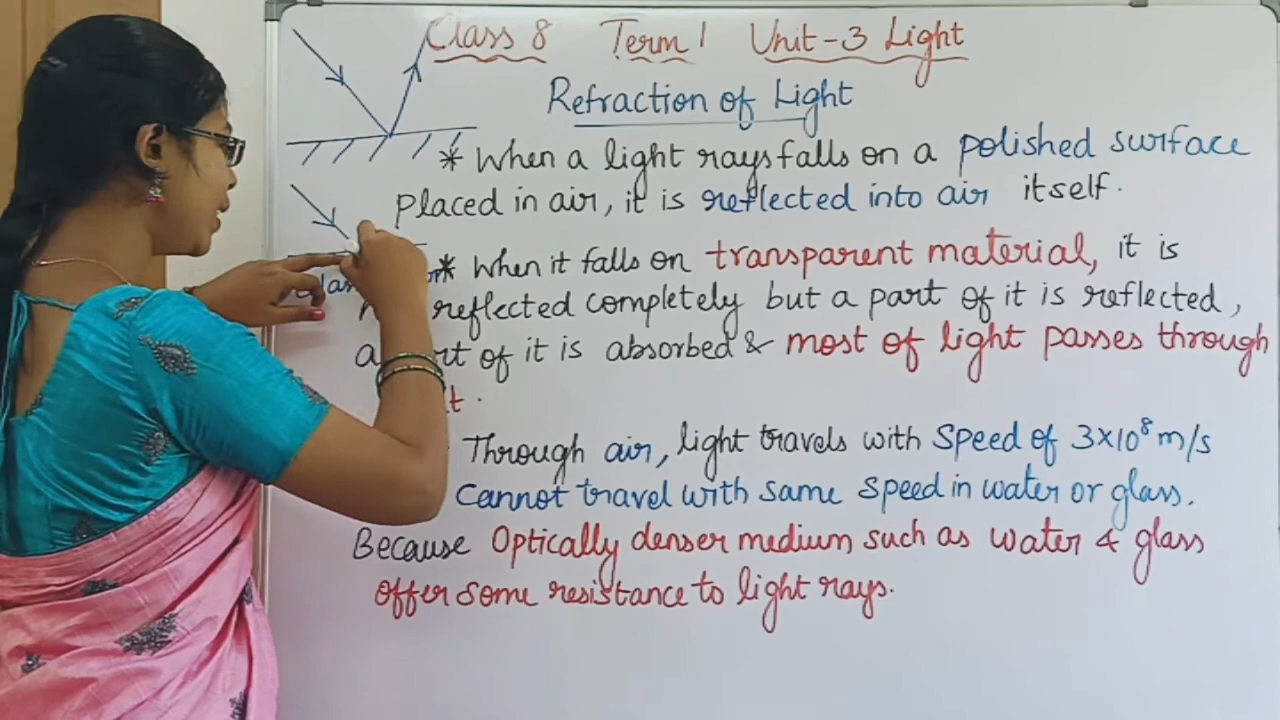 Class 8 Term 1 Unit-3 Light
Refraction of Light
* When a light rays falls on a polished surface
placed in air, it is reflected into air itself.
* When it falls on transparent material, it is
reflected completely but a part of it is reflected,
a of it is absorbed & most of light passes through
Through air, light travels with speed of 3×10⁸ m/s
Cannot travel with same speed in water or glass.
Because Optically denser medium such as water & glass
offer some resistance to light rays.